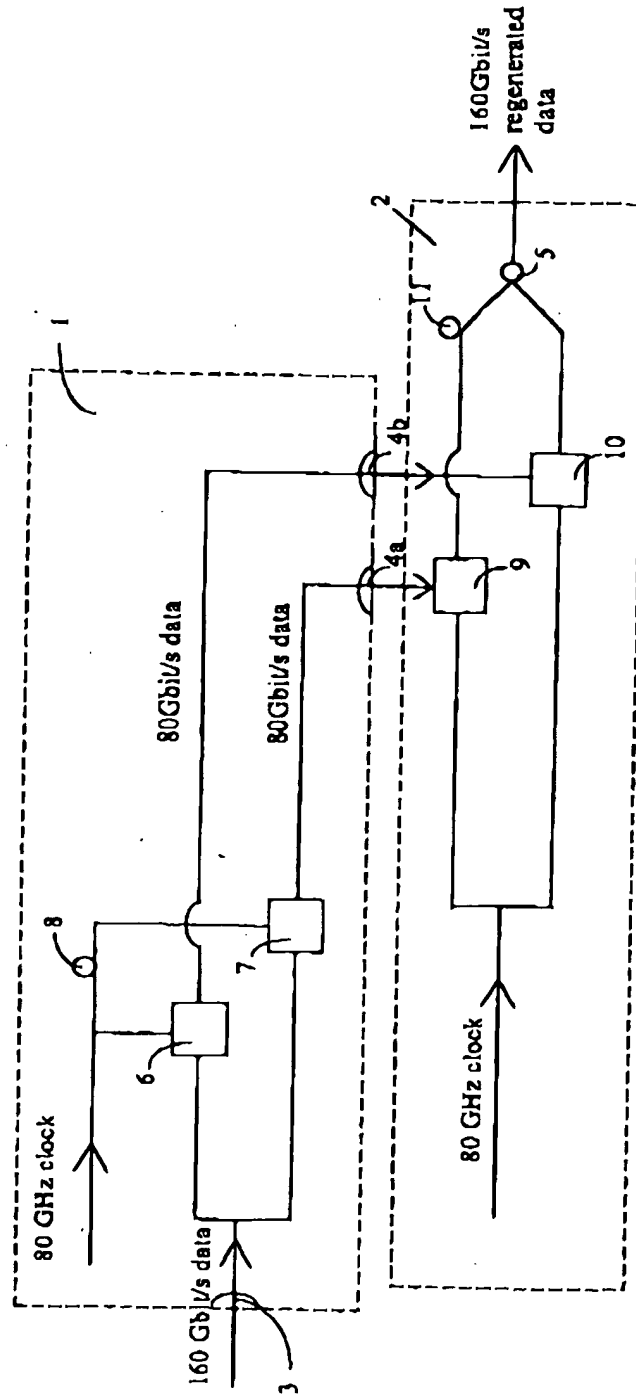 1
80 GHz clock
8
6
7
80Gbit/s data
80Gbit/s data
160 Gbit/s data
3
4b
4a
2
11
9
10
5
80 GHz clock
160Gbit/s
regenerated
data